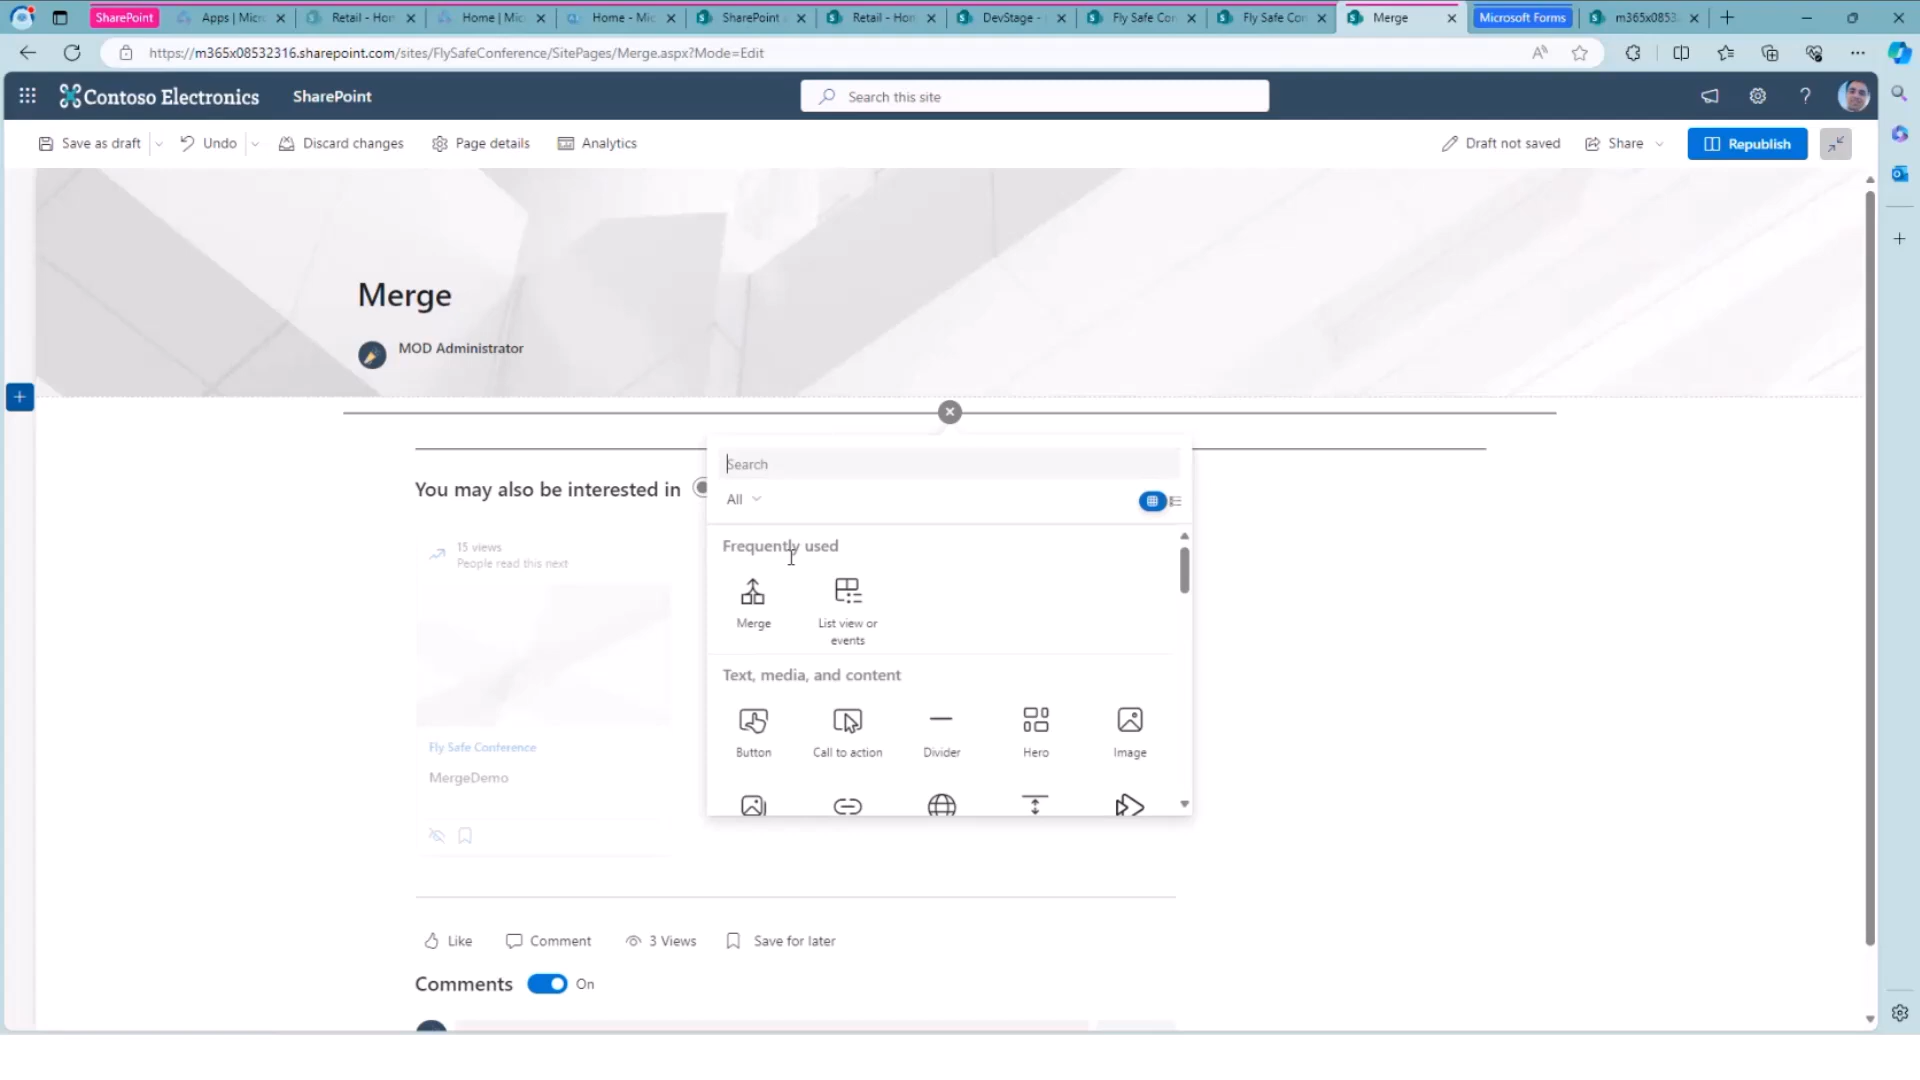 SharePoint
Apps | Micr
Retail - Hon
Home | Mic
Home - Mic
SharePoint
Retail - Hon
DevStage -
Fly Safe Con
Fly Safe Con
Merge
Microsoft Forms
m365x0853
https://m365x08532316.sharepoint.com/sites/FlySafeConference/SitePages/Merge.aspx?Mode=Edit
Contoso Electronics
SharePoint
Search this site
Save as draft
Undo
Discard changes
Page details
Analytics
Draft not saved
Share
Republish
Merge
MOD Administrator
Search
All
You may also be interested in
Frequently used
15 views
People read this next
Merge
List view or
events
Text, media, and content
Button
Call to action
Divider
Hero
Image
Fly Safe Conference
MergeDemo
Like
Comment
3 Views
Save for later
Comments
On